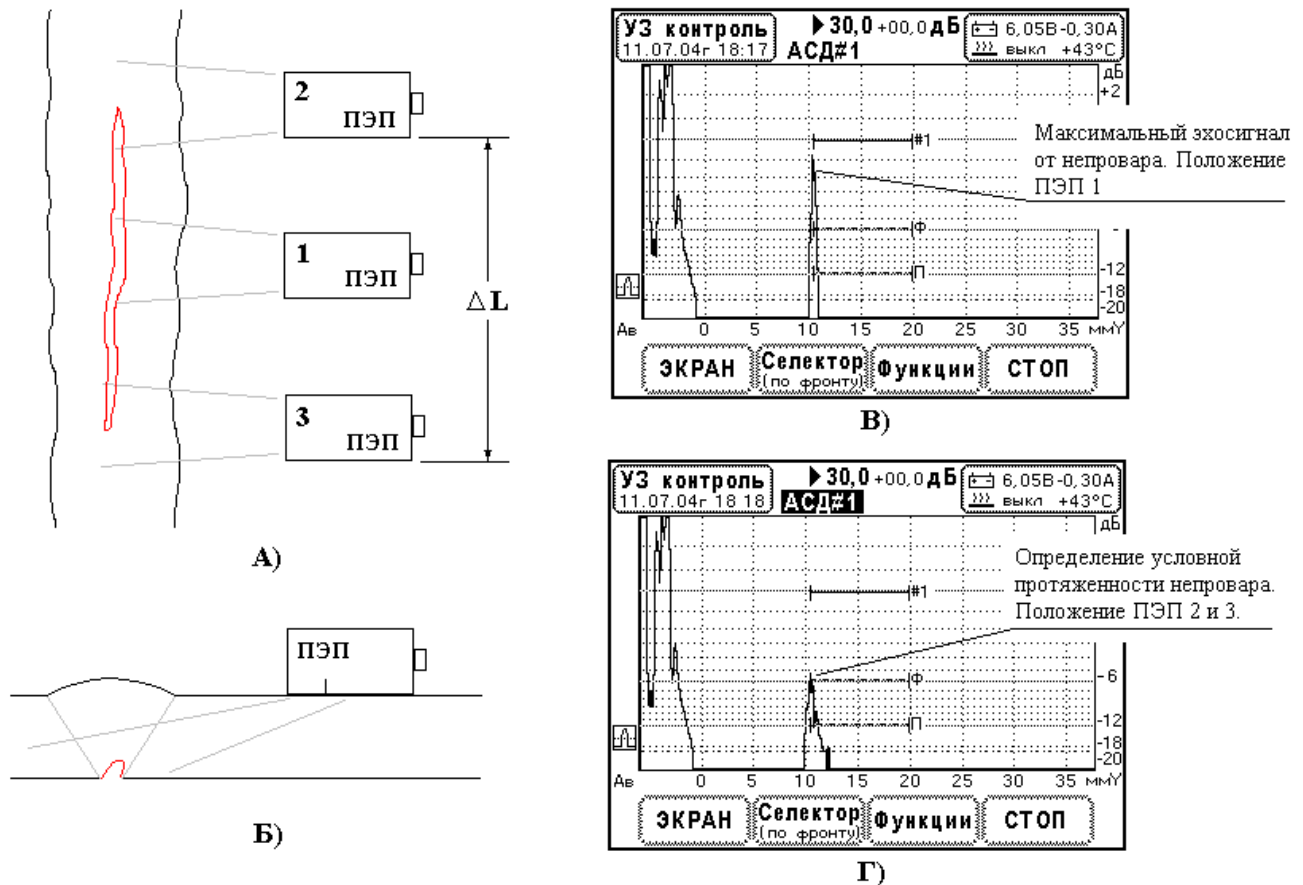 2
ПЭП
1
ПЭП
ΔL
3
ПЭП
А)
ПЭП
Б)
УЗ контроль
11.07.04г 18:17
30,0 +00,0 дБ
АСД#1
6,05В-0,30А
выкл +43°C
дБ
+2
#1
Максимальный эхосигнал
от непровара. Положение
ПЭП 1
Ф
П
-12
-18
-20
Ав 0 5 10 15 20 25 30 35 ммY
ЭКРАН
Селектор
(по фронту)
Функции
СТОП
В)
УЗ контроль
11.07.04г 18 18
30,0 +00,0 дБ
АСД#1
6,05В-0,30А
выкл +43°C
дБ
#1
Определение условной
протяженности непровара.
Положение ПЭП 2 и 3.
Ф
-6
П
-12
-18
-20
Ав 0 5 10 15 20 25 30 35 ммY
ЭКРАН
Селектор
(по фронту)
Функции
СТОП
Г)